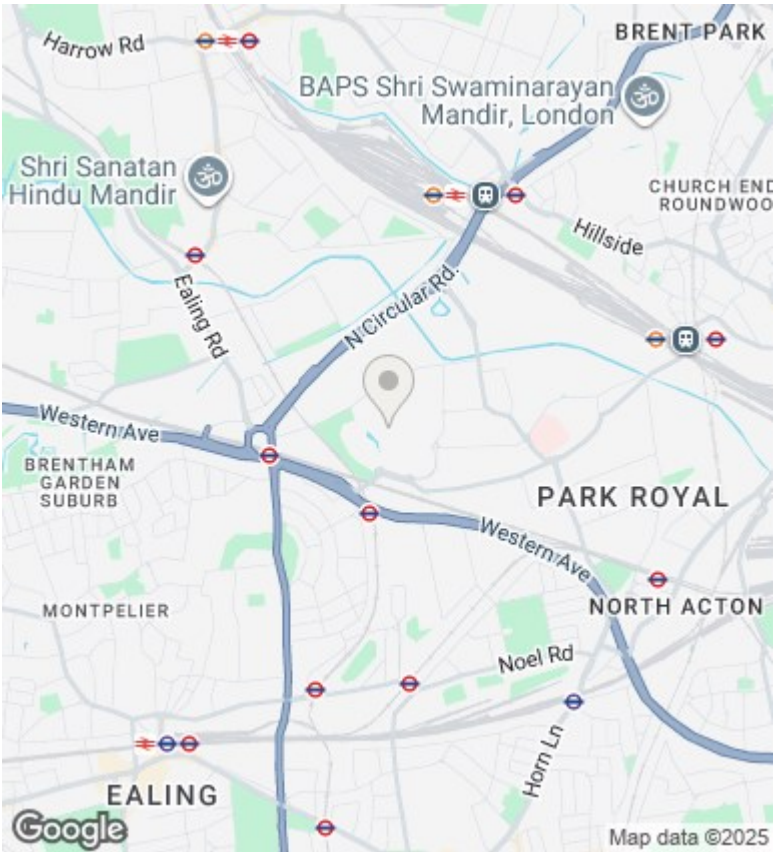 BRENT PARK
Harrow Rd
BAPS Shri Swaminarayan
Mandir, London
Shri Sanatan
Hindu Mandir
CHURCH END
ROUNDWOO
Hillside
Ealing Rd
N Circular Rd.
Western Ave
BRENTHAM
GARDEN
SUBURB
PARK ROYAL
Western Ave
MONTPELIER
NORTH ACTON
Noel Rd
Horn Ln
EALING
Google
Map data ©2025